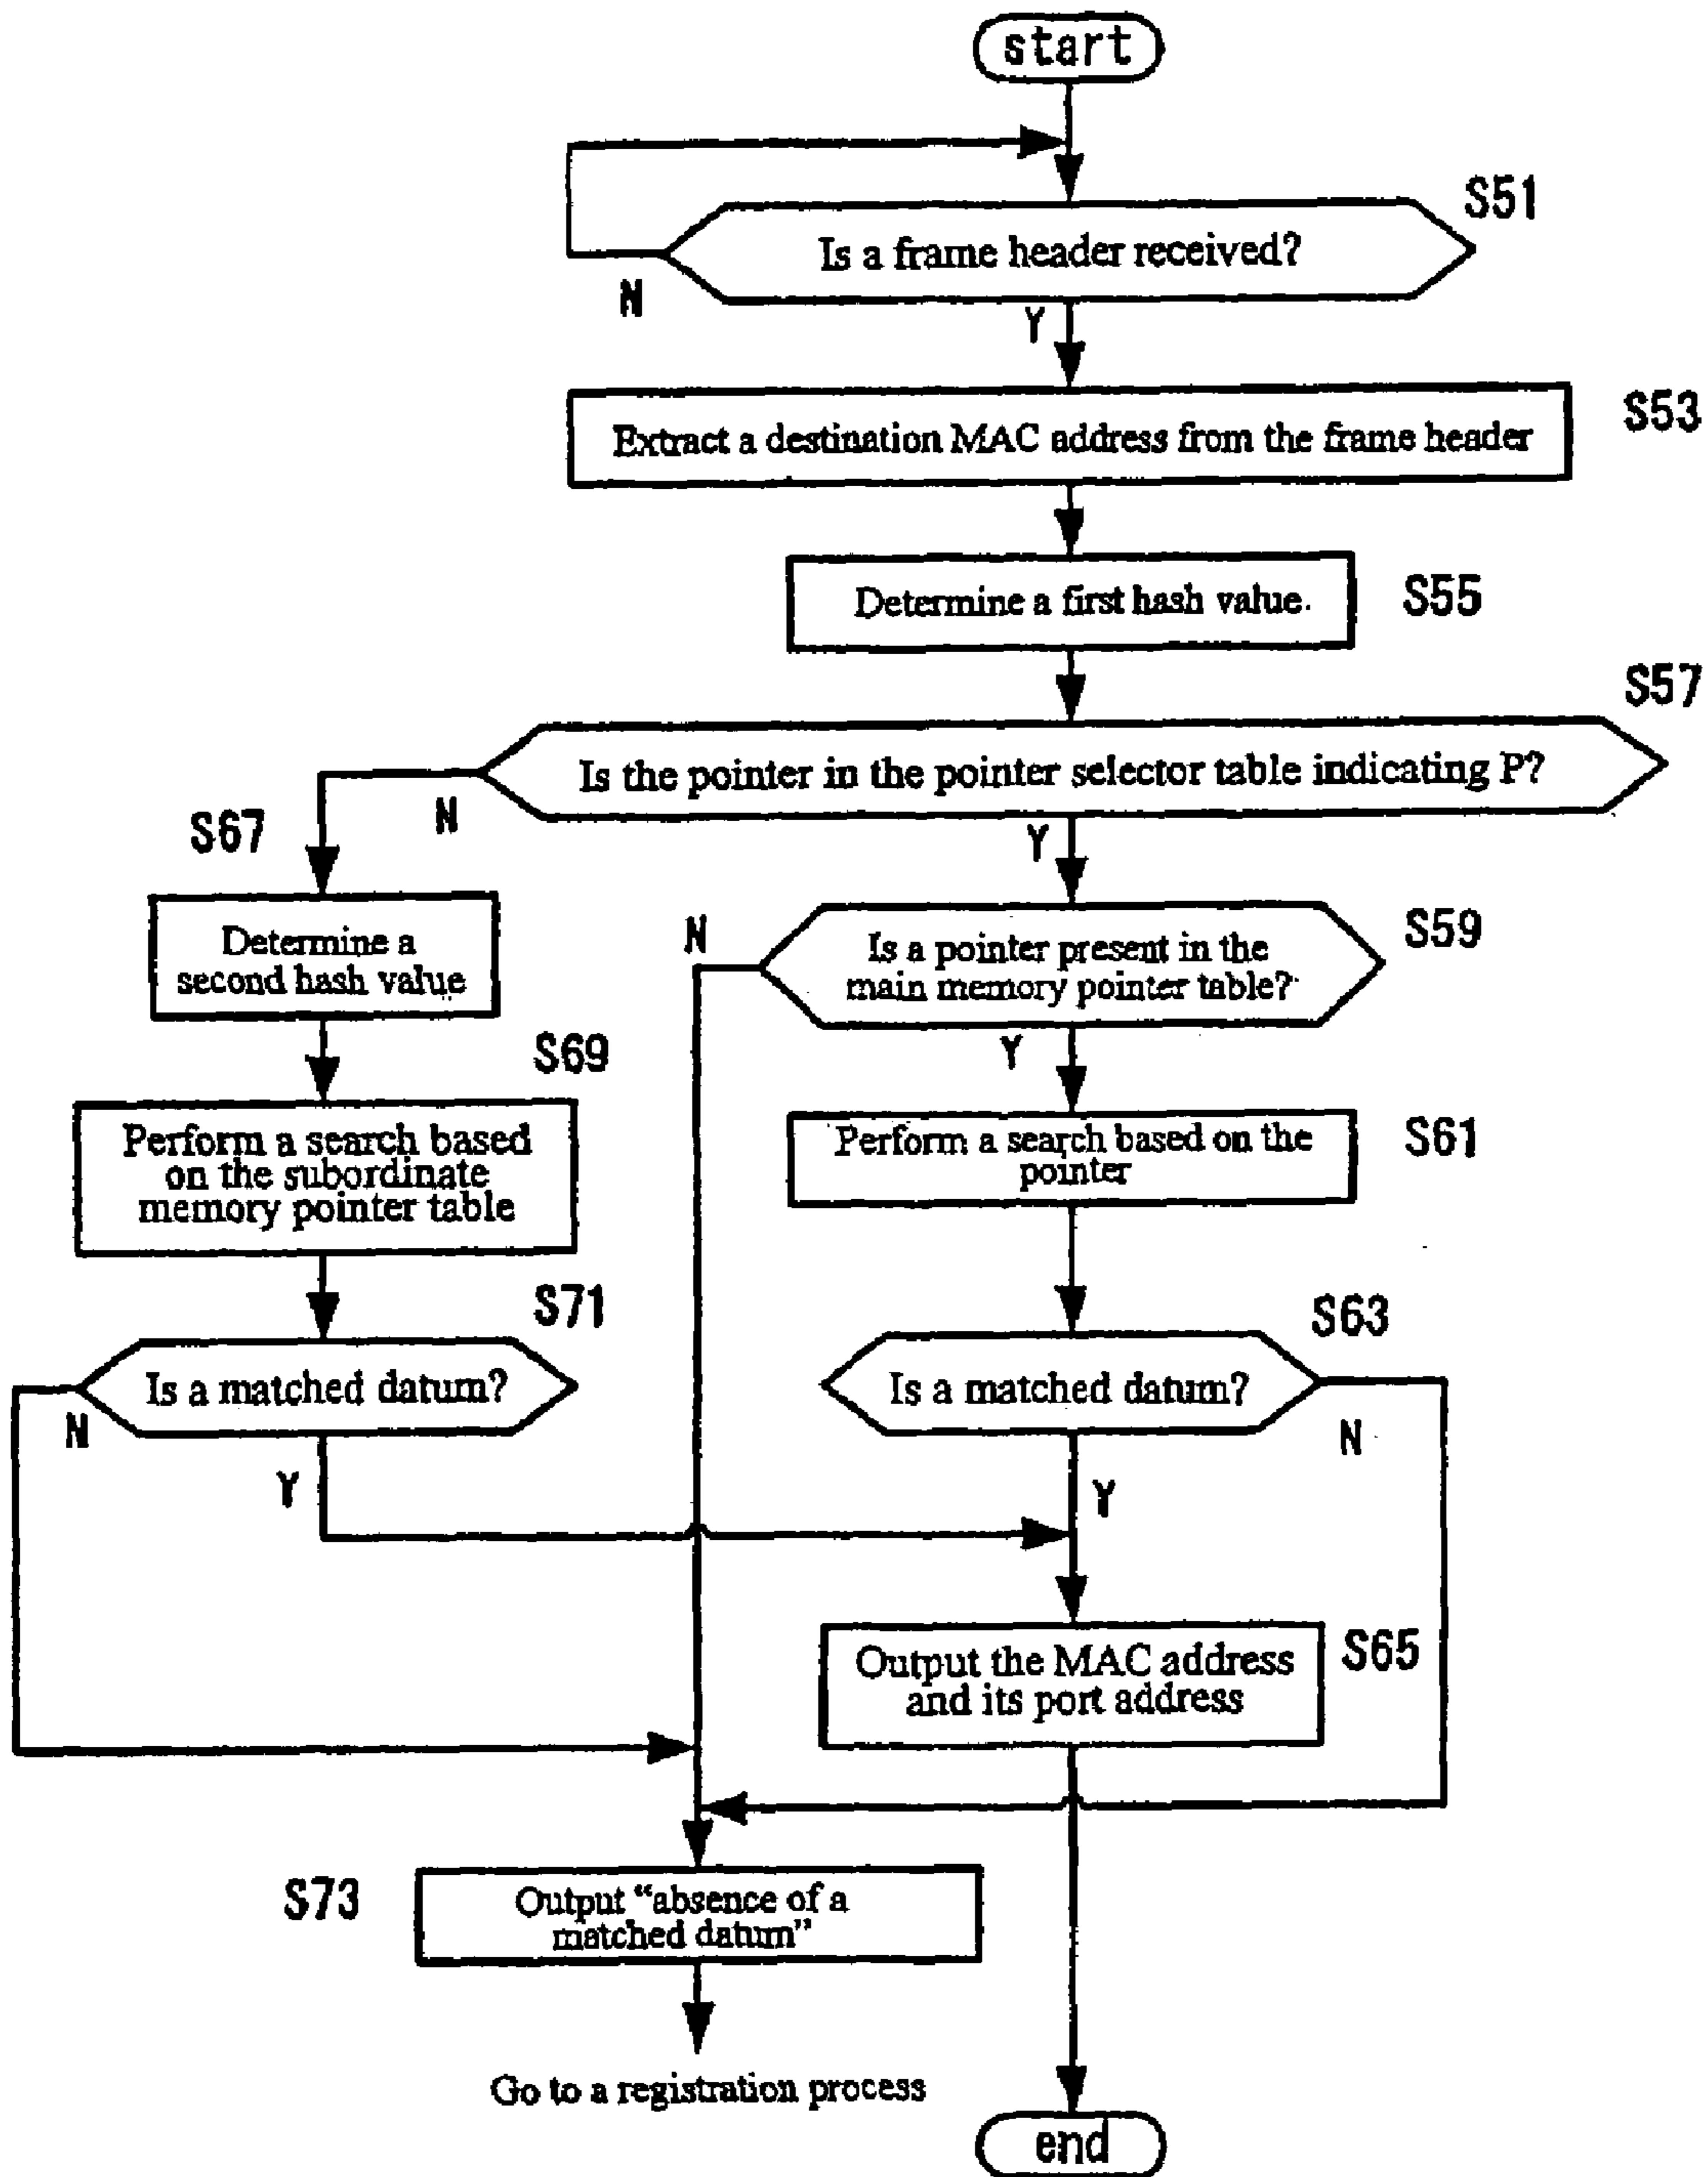 start
S51
Is a frame header received?
N
Y
S53
Extract a destination MAC address from the frame header
Determine a first hash value.
S55
S57
Is the pointer in the pointer selector table indicating P?
N
Y
S67
S59
N
Is a pointer present in the
main memory pointer table?
Determine a
second hash value
Y
S69
S61
Perform a search based
on the subordinate
memory pointer table
Perform a search based on the
pointer
S71
S63
Is a matched datum?
Is a matched datum?
N
N
Y
Y
S65
Output the MAC address
and its port address
S73
Output “absence of a
matched datum”
Go to a registration process
end